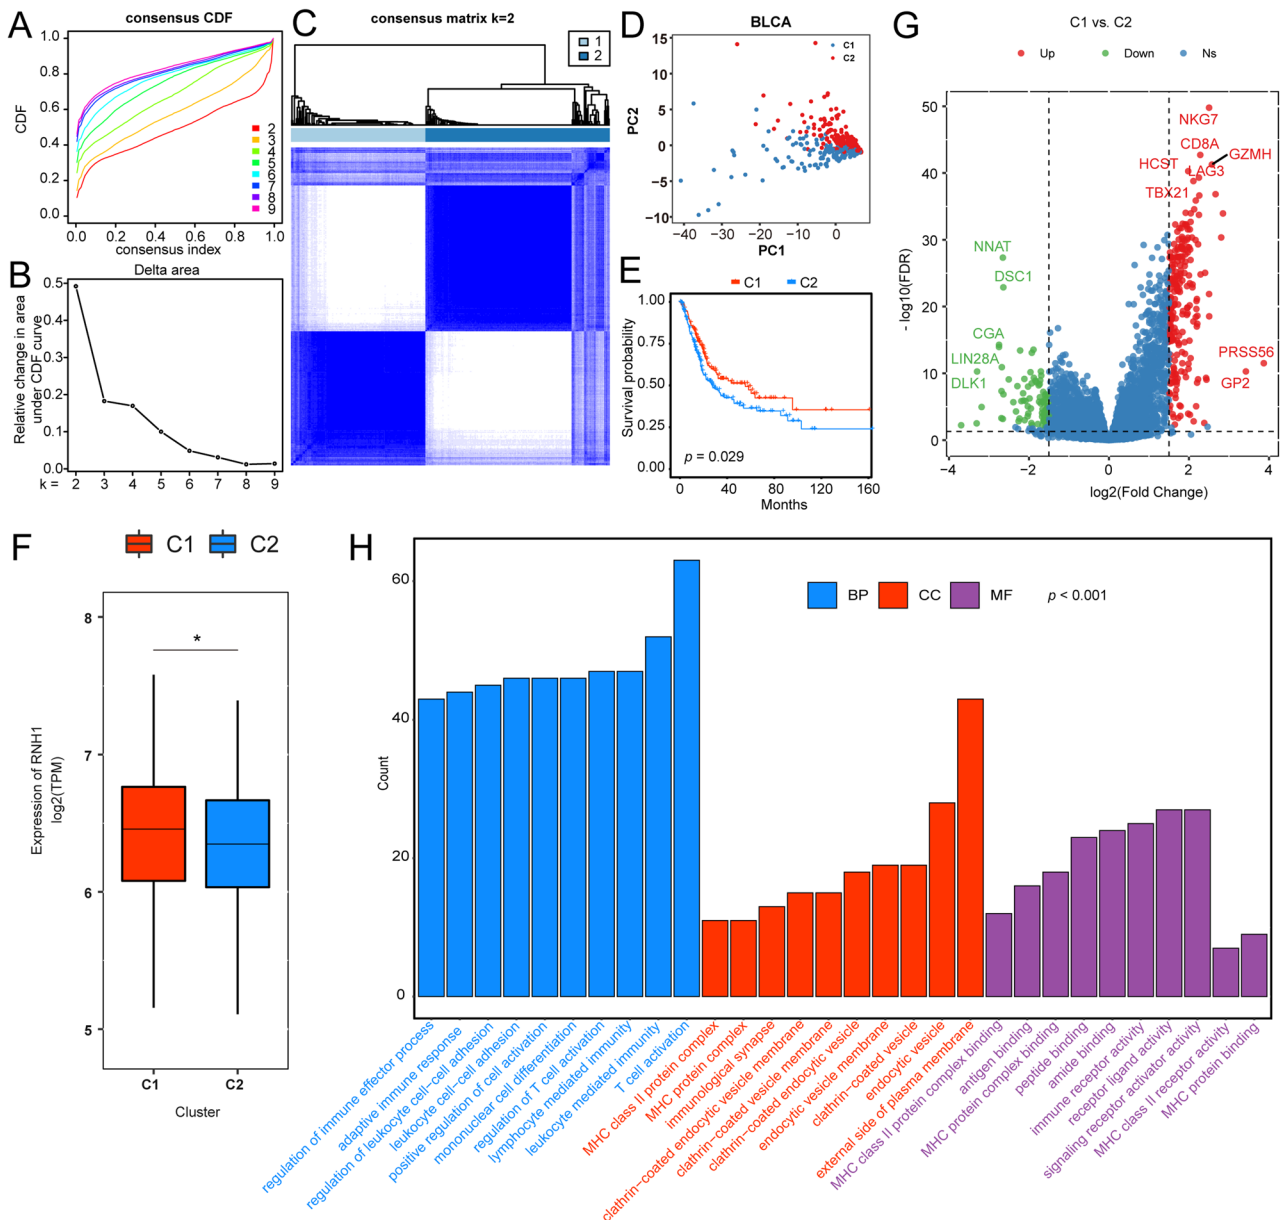 A
consensus CDF
CDF
1.0
0.8
0.6
0.4
0.2
0.0
2
3
4
5
6
7
8
9
0.0 0.2 0.4 0.6 0.8 1.0
consensus index
B
Delta area
Relative change in area
under CDF curve
0.5
0.4
0.3
0.2
0.1
0.0
k = 2 3 4 5 6 7 8 9
C
consensus matrix k=2
1
2
D
BLCA
C1
C2
PC2
15
10
5
0
−5
−10
−40 −30 −20 −10 0
PC1
E
C1 C2
Survival probability
1.00
0.75
0.50
0.25
0.00
p = 0.029
0 40 80 120 160
Months
G
C1 vs. C2
Up Down Ns
- log10(FDR)
50
40
30
20
10
0
NKG7
CD8A
GZMH
HCST
LAG3
TBX21
NNAT
DSC1
CGA
LIN28A
DLK1
PRSS56
GP2
−4 −2 0 2 4
log2(Fold Change)
F
C1 C2
Expression of RNH1
log2(TPM)
8
7
6
5
*
C1 C2
Cluster
H
BP CC MF p < 0.001
Count
60
40
20
0
regulation of immune effector process
adaptive immune response
regulation of leukocyte cell−cell adhesion
leukocyte cell−cell adhesion
positive regulation of cell activation
mononuclear cell differentiation
regulation of T cell activation
lymphocyte mediated immunity
leukocyte mediated immunity
T cell activation
MHC class II protein complex
MHC protein complex
immunological synapse
clathrin−coated endocytic vesicle membrane
clathrin−coated vesicle membrane
clathrin−coated endocytic vesicle
endocytic vesicle membrane
clathrin−coated vesicle
endocytic vesicle
external side of plasma membrane
MHC class II protein complex binding
antigen binding
MHC protein complex binding
peptide binding
amide binding
immune receptor activity
receptor ligand activity
signaling receptor activator activity
MHC class II receptor activity
MHC protein binding